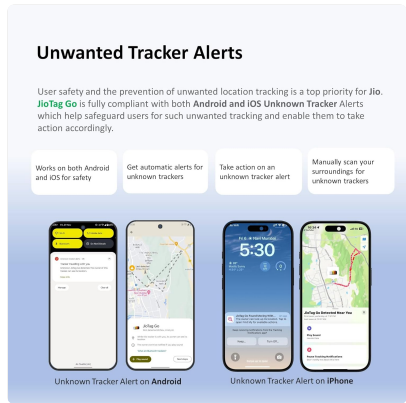 Unwanted Tracker Alerts
User safety and the prevention of unwanted location tracking is a top priority for Jio.
JioTag Go is fully compliant with both Android and iOS Unknown Tracker Alerts
which help safeguard users for such unwanted tracking and enable them to take
action accordingly.
Works on both Android
and iOS for safety
Get automatic alerts for
unknown trackers
Take action on an
unknown tracker alert
Manually scan your
surroundings for
unknown trackers
Tracker traveling with you
JioTag Go
5:30
JioTag Go Detected Near You
Unknown Tracker Alert on Android
Unknown Tracker Alert on iPhone